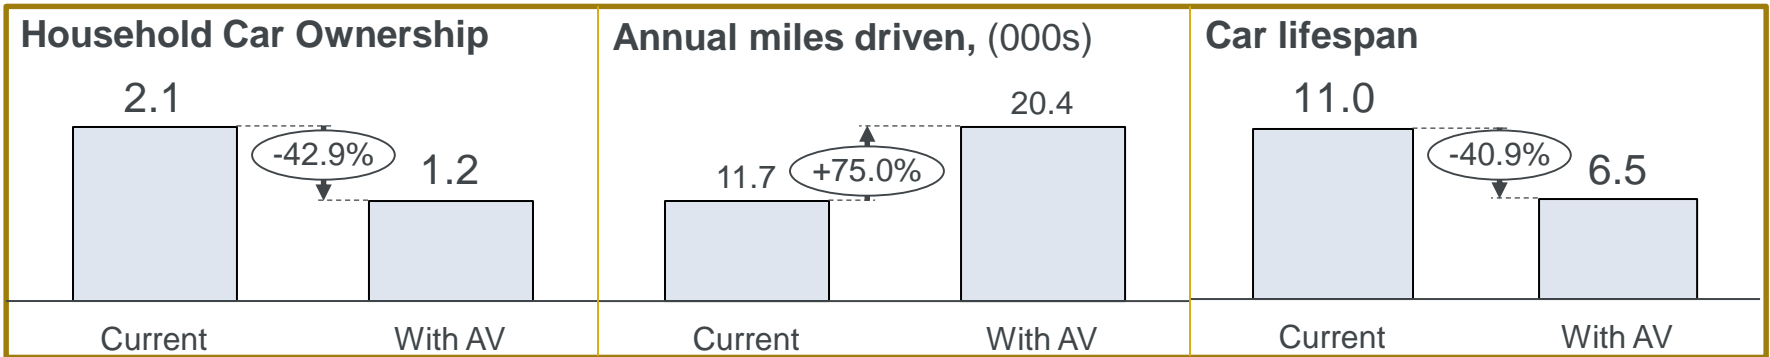 Household Car Ownership
2.1
-42.9%
1.2
Current
With AV
Annual miles driven, (000s)
20.4
11.7
+75.0%
Current
With AV
Car lifespan
11.0
-40.9%
6.5
Current
With AV